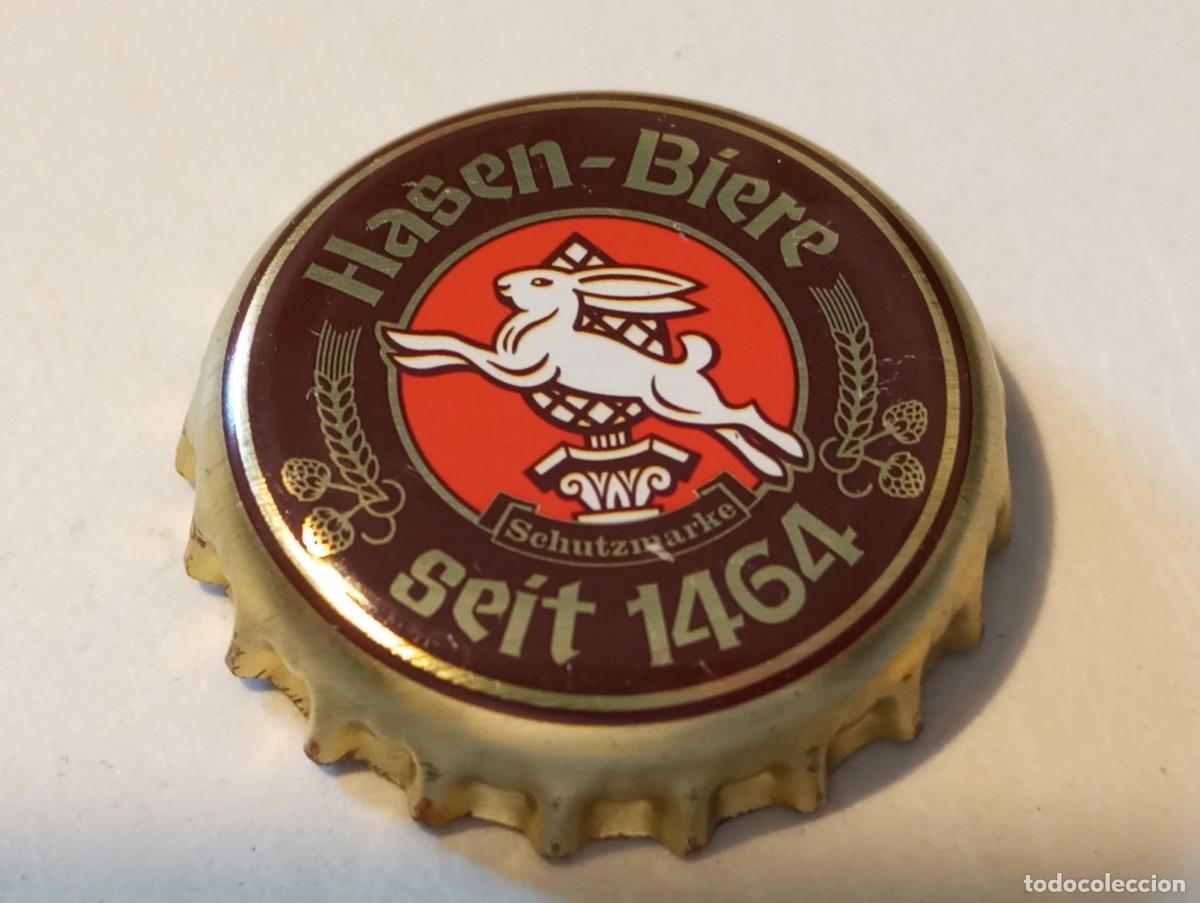 Hasen-Biere
Schutzmarke
seit 1464
todocoleccion